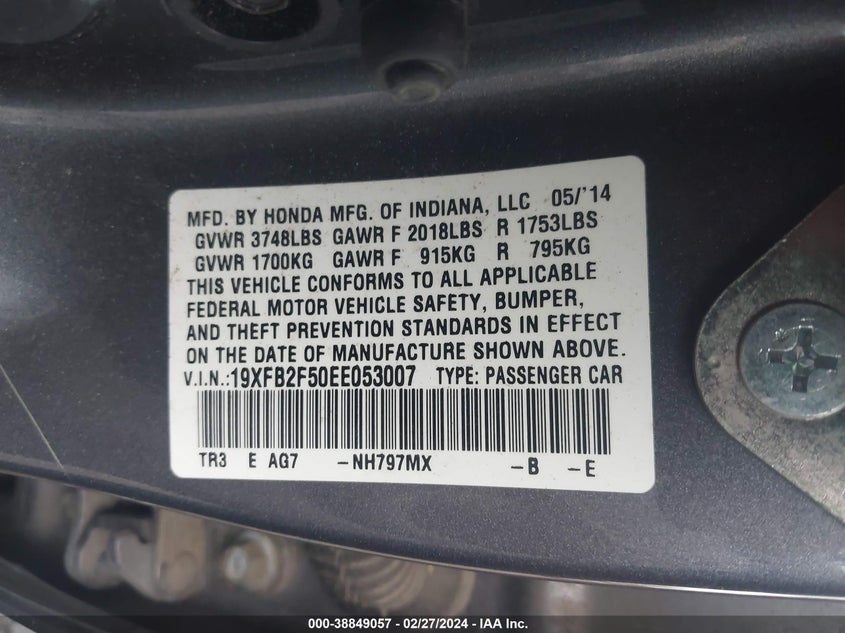 MFD. BY HONDA MFG. OF INDIANA, LLC 05/'14
GVWR 3748LBS GAWR F 2018LBS R 1753LBS
GVWR 1700KG GAWR F 915KG R 795KG
THIS VEHICLE CONFORMS TO ALL APPLICABLE
FEDERAL MOTOR VEHICLE SAFETY, BUMPER,
AND THEFT PREVENTION STANDARDS IN EFFECT
ON THE DATE OF MANUFACTURE SHOWN ABOVE.
V.I.N.:19XFB2F50EE053007 TYPE: PASSENGER CAR
TR3 E AG7 -NH797MX -B -E
000-38849057 - 02/27/2024 - IAA Inc.